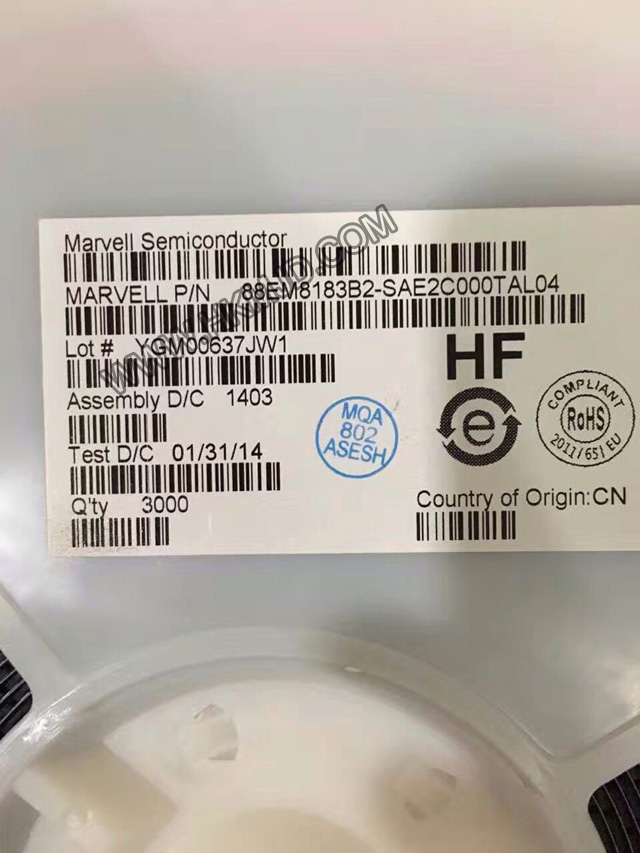 Marvell Semiconductor
MARVELL P/N 88EM8183B2-SAE2C000TAL04
Lot # YGM00637JW1
Assembly D/C 1403
Test D/C 01/31/14
Q'ty 3000
HF
e
MQA
802
ASESH
COMPLIANT
RoHS
2011/65/EU
Country of Origin:CN